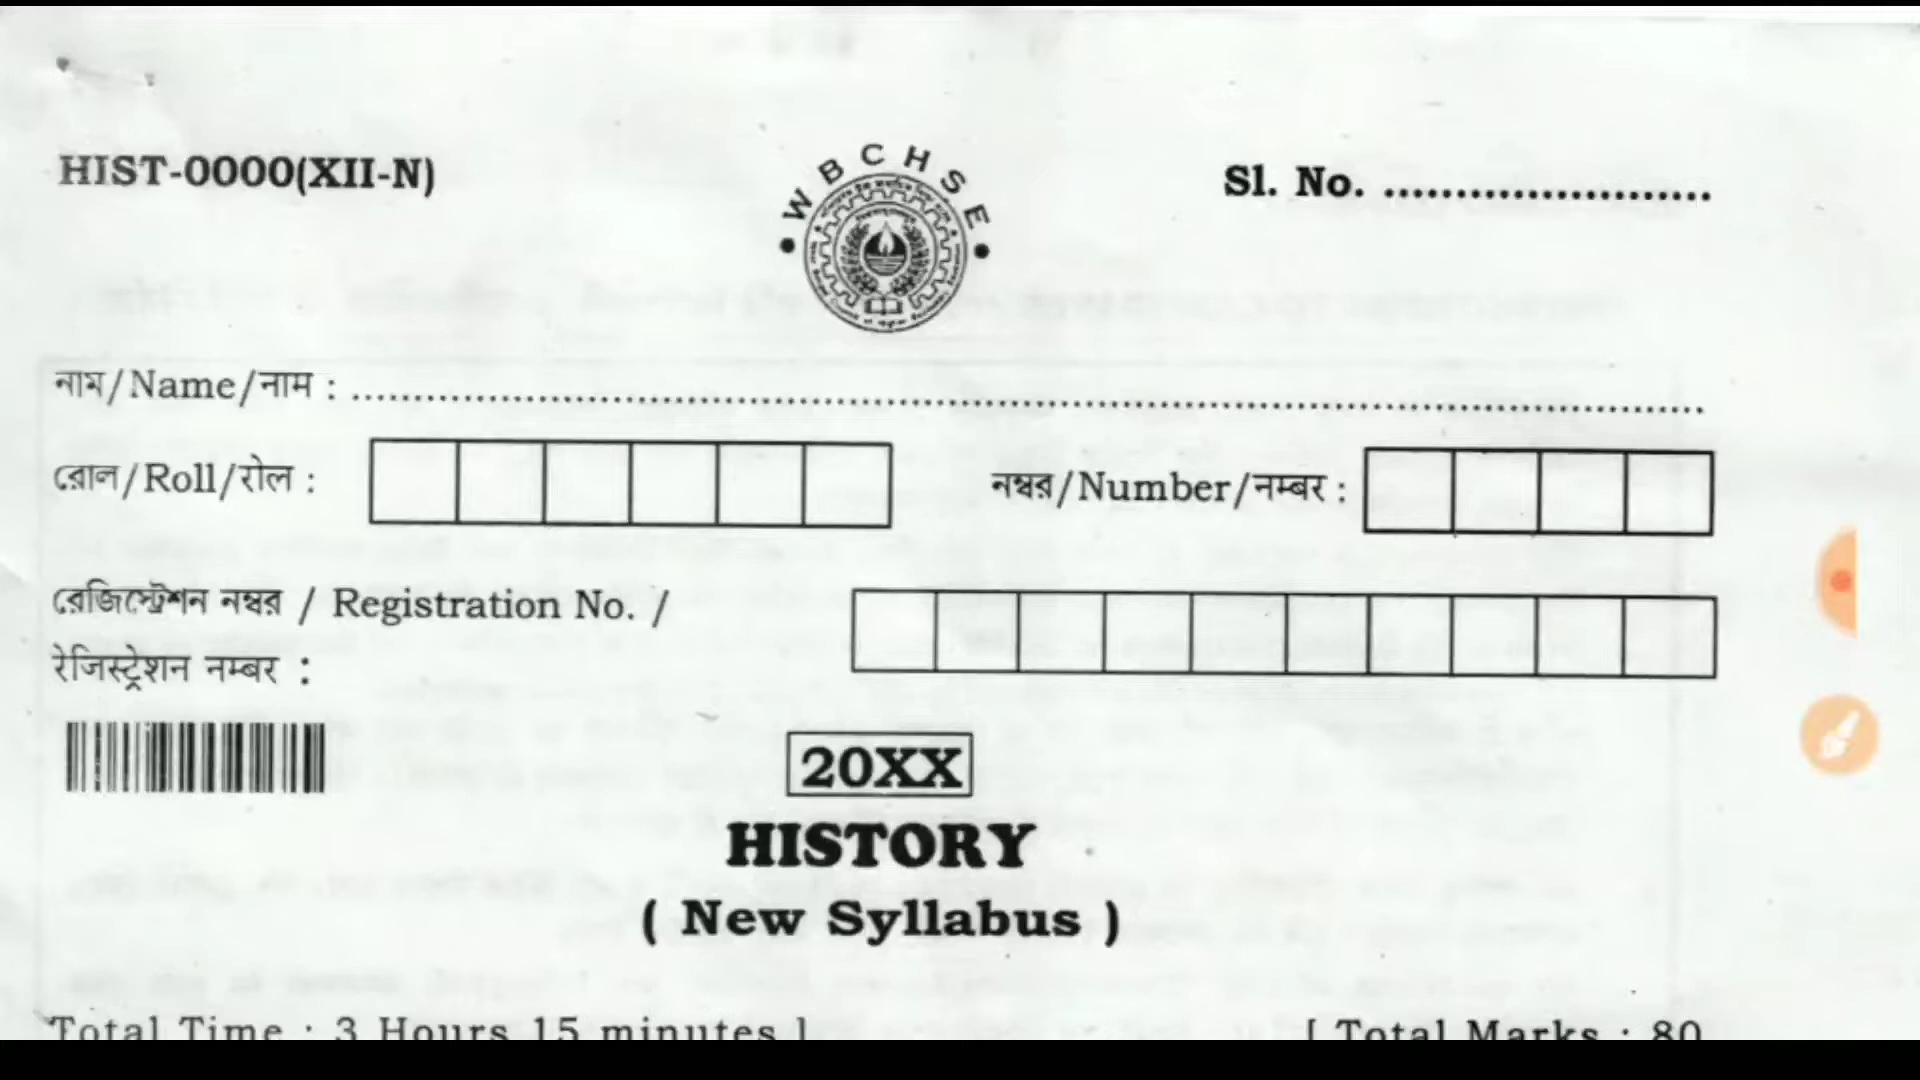 HIST-0000(XII-N)
WBCHSE
Sl. No. ........................
নাম/Name/नाम : ................................................................
রোল/Roll/रोल :
নম্বর/Number/नम्बर :
রেজিস্ট্রেশন নম্বর / Registration No. /
रेजिस्ट्रेशन नम्बर :
20XX
HISTORY
( New Syllabus )
Total Time : 3 Hours 15 minutes ]
[ Total Marks : 80